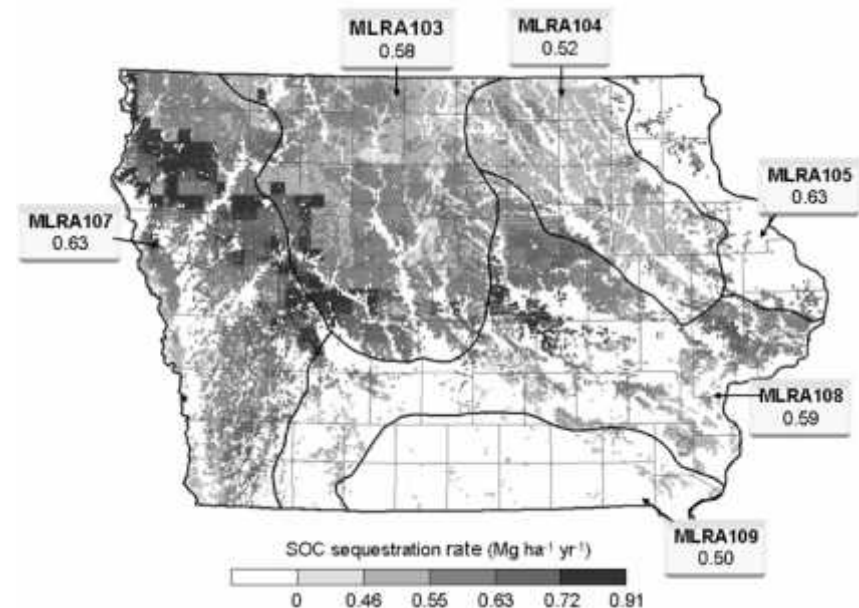 MLRA103
0.58
MLRA104
0.52
MLRA105
0.63
MLRA107
0.63
MLRA108
0.59
MLRA109
0.50
SOC sequestration rate (Mg ha⁻¹ yr⁻¹)
0 0.46 0.55 0.63 0.72 0.91